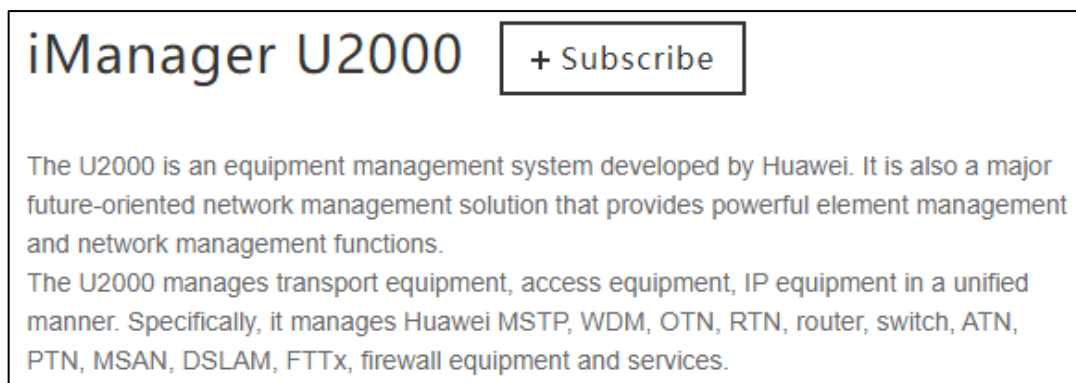 iManager U2000 + Subscribe
The U2000 is an equipment management system developed by Huawei. It is also a major
future-oriented network management solution that provides powerful element management
and network management functions.
The U2000 manages transport equipment, access equipment, IP equipment in a unified
manner. Specifically, it manages Huawei MSTP, WDM, OTN, RTN, router, switch, ATN,
PTN, MSAN, DSLAM, FTTx, firewall equipment and services.